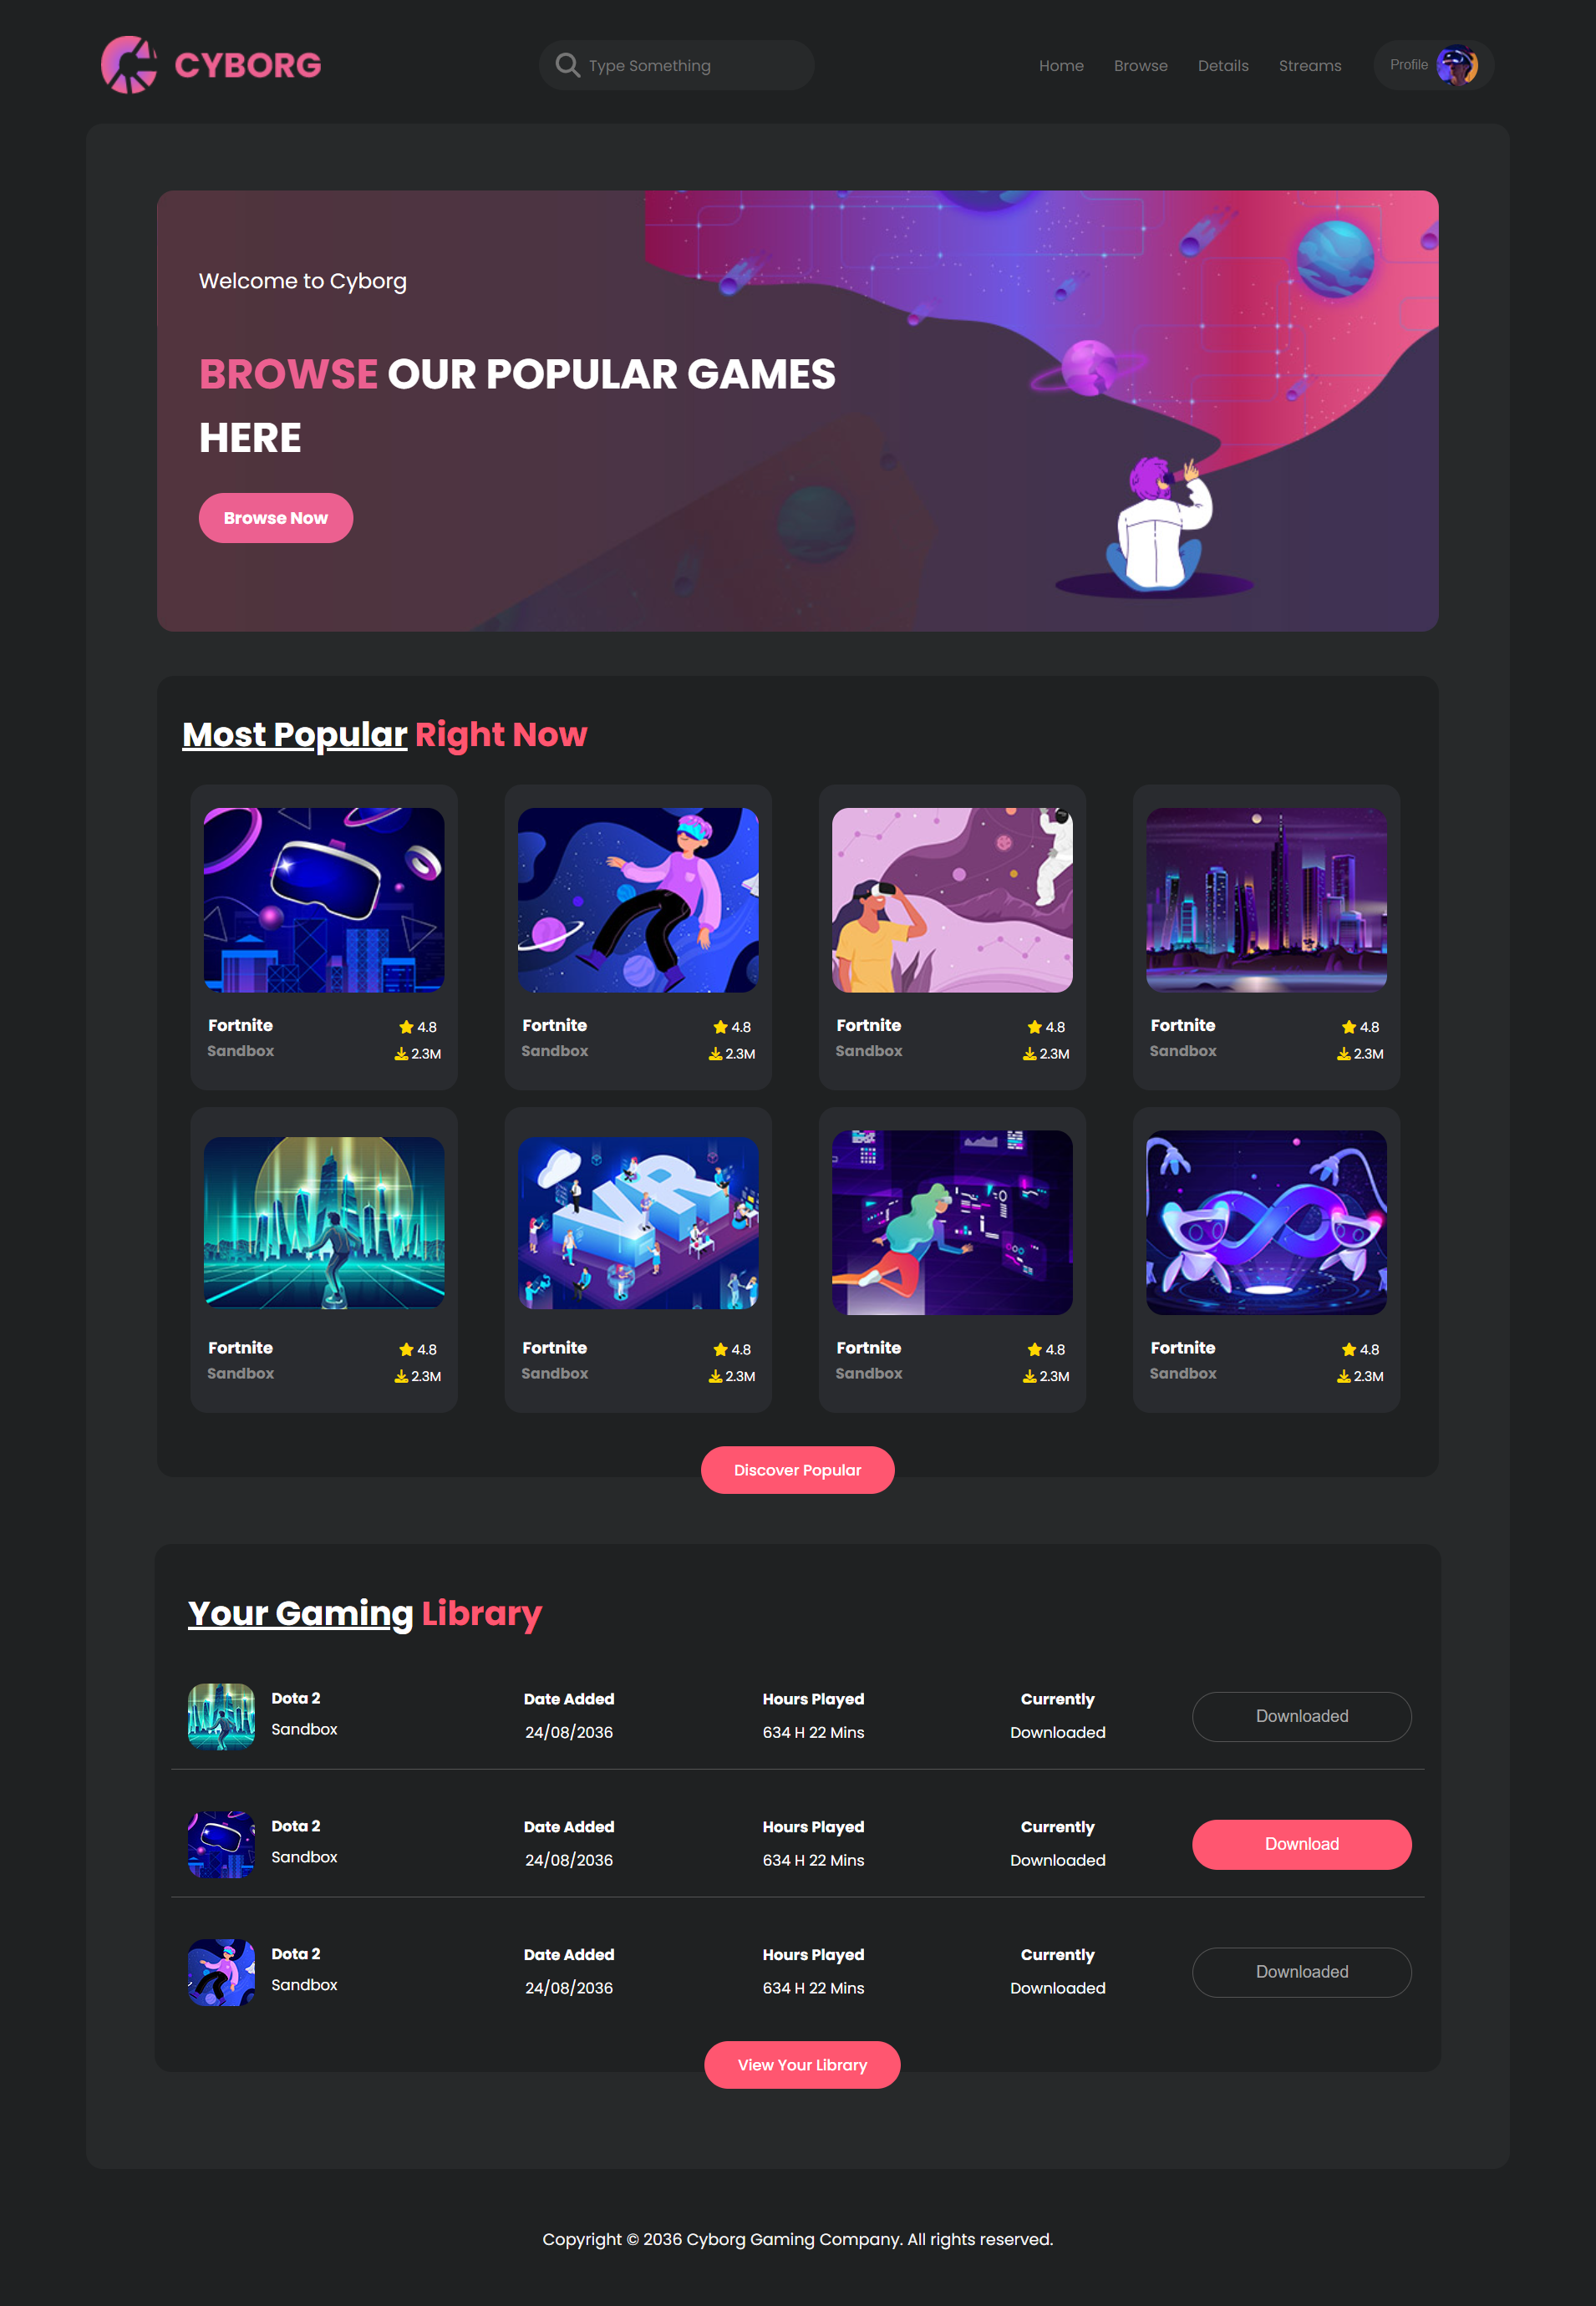 CYBORG
Type Something
Home Browse Details Streams Profile
Welcome to Cyborg
BROWSE OUR POPULAR GAMES
HERE
Browse Now
Most Popular Right Now
Fortnite 4.8
Sandbox 2.3M
Fortnite 4.8
Sandbox 2.3M
Fortnite 4.8
Sandbox 2.3M
Fortnite 4.8
Sandbox 2.3M
VR
Fortnite 4.8
Sandbox 2.3M
Fortnite 4.8
Sandbox 2.3M
Fortnite 4.8
Sandbox 2.3M
Fortnite 4.8
Sandbox 2.3M
Discover Popular
Your Gaming Library
Dota 2 Date Added Hours Played Currently
Sandbox 24/08/2036 634 H 22 Mins Downloaded
Downloaded
Dota 2 Date Added Hours Played Currently
Sandbox 24/08/2036 634 H 22 Mins Downloaded
Download
Dota 2 Date Added Hours Played Currently
Sandbox 24/08/2036 634 H 22 Mins Downloaded
Downloaded
View Your Library
Copyright © 2036 Cyborg Gaming Company. All rights reserved.